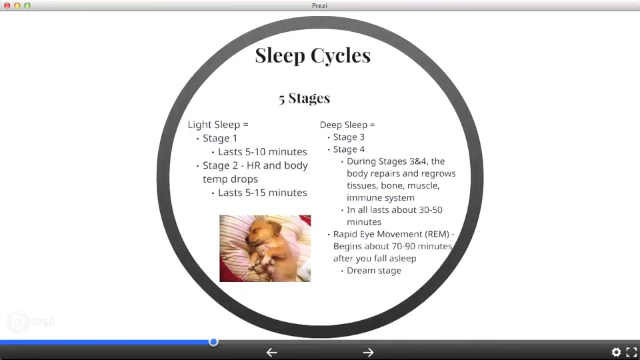 Prezi
Sleep Cycles
5 Stages
Light Sleep =
• Stage 1
• Lasts 5-10 minutes
• Stage 2 - HR and body
temp drops
• Lasts 5-15 minutes
Deep Sleep =
• Stage 3
• Stage 4
• During Stages 3&4, the
body repairs and regrows
tissues, bone, muscle,
immune system
• In all lasts about 30-50
minutes
• Rapid Eye Movement (REM) -
Begins about 70-90 minutes
after you fall asleep
• Dream stage
Prezi